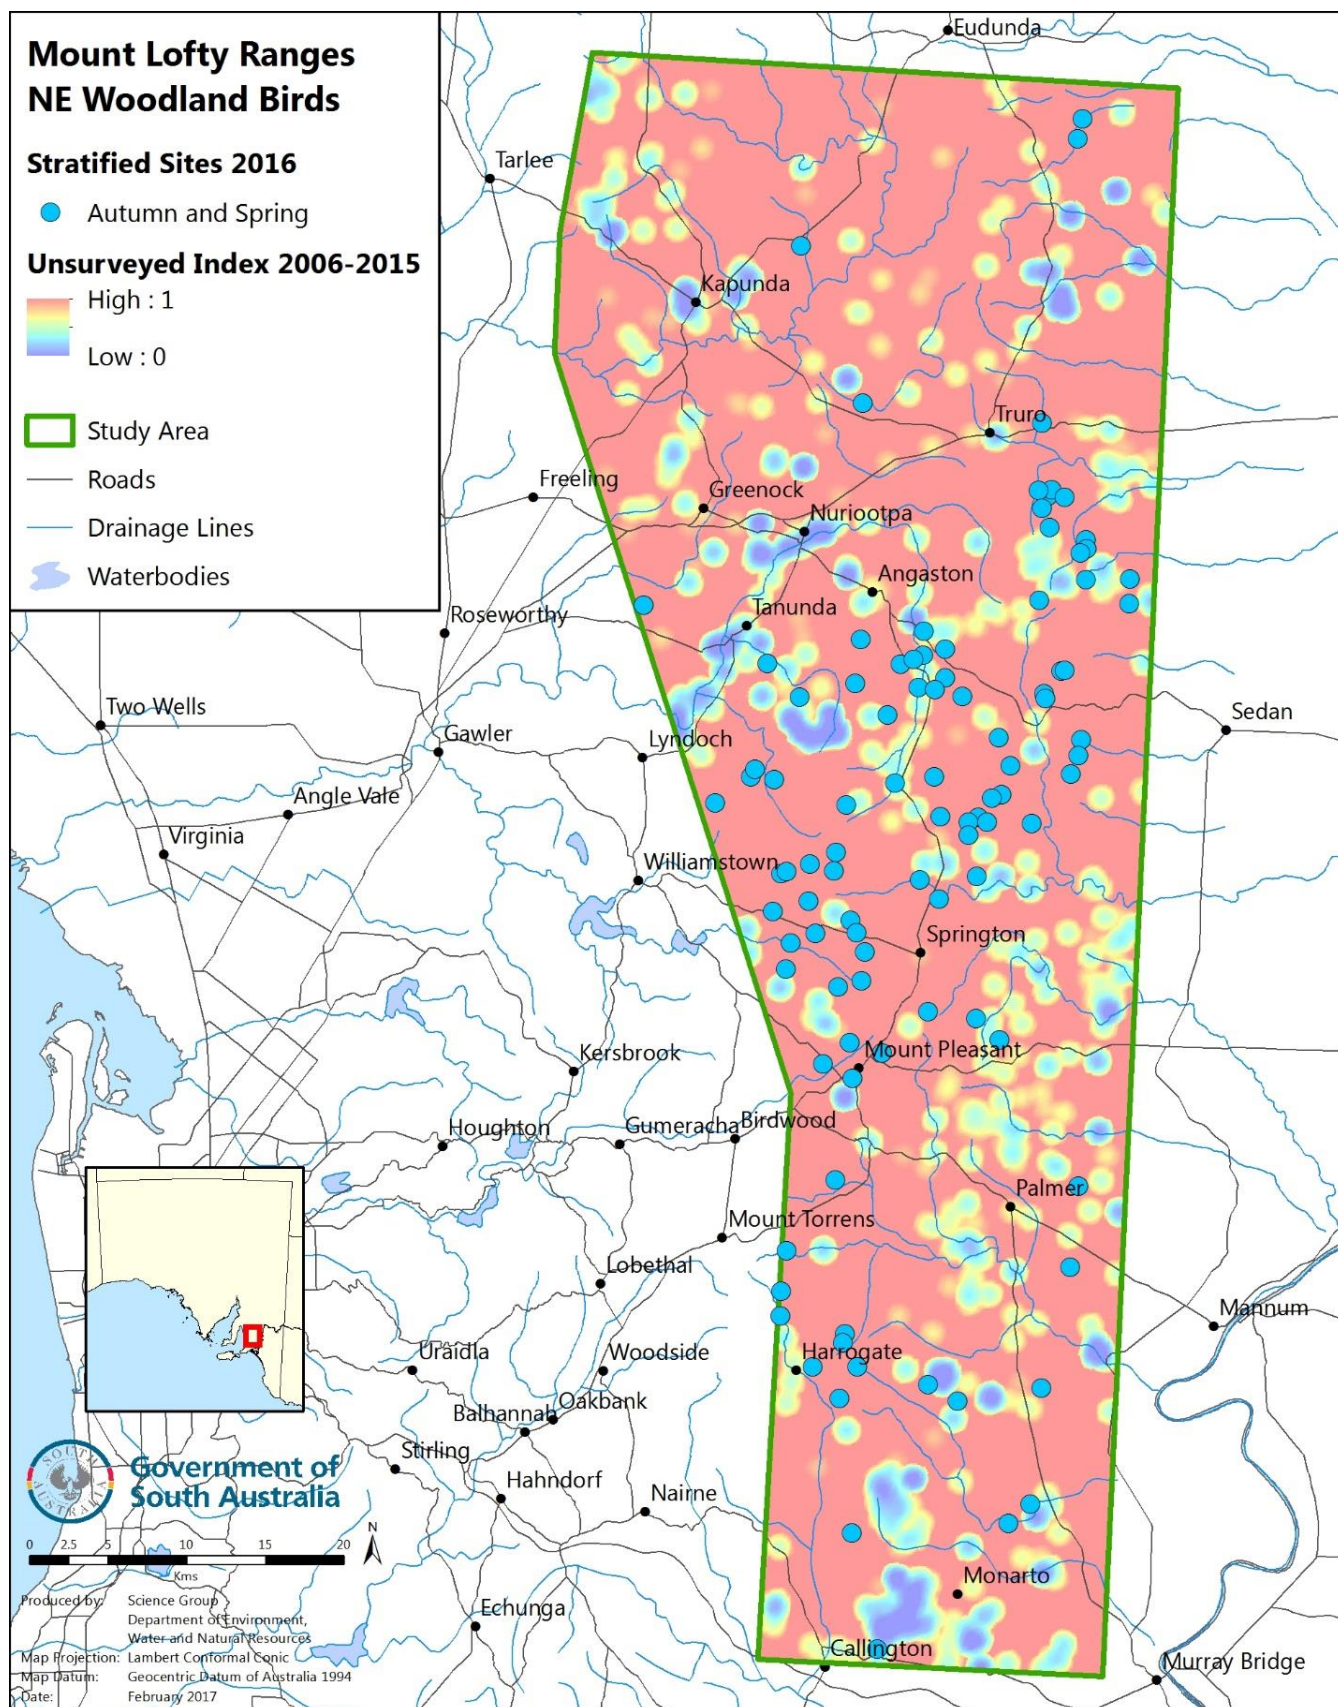 Mount Lofty Ranges
NE Woodland Birds
Stratified Sites 2016
Autumn and Spring
Unsurveyed Index 2006-2015
High : 1
Low : 0
Study Area
Roads
Drainage Lines
Waterbodies
Eudunda
Tarlee
Kapunda
Truro
Freeling
Greenock
Nuriootpa
Angaston
Roseworthy
Tanunda
Two Wells
Sedan
Gawler
Lyndoch
Angle Vale
Virginia
Williamstown
Springton
Kersbrook
Mount Pleasant
Houghton
Gumeracha
Birdwood
Palmer
Mount Torrens
Lobethal
Mannum
Uraidla
Woodside
Harrogate
Oakbank
Balhannah
Stirling
Hahndorf
Nairne
Monarto
Echunga
Callington
Murray Bridge
SOUTH
AUSTRALIA
Government of
South Australia
0 2.5 5 10 15 20
Kms
N
Produced by: Science Group
Department of Environment,
Water and Natural Resources
Map Projection: Lambert Conformal Conic
Map Datum: Geocentric Datum of Australia 1994
Date: February 2017